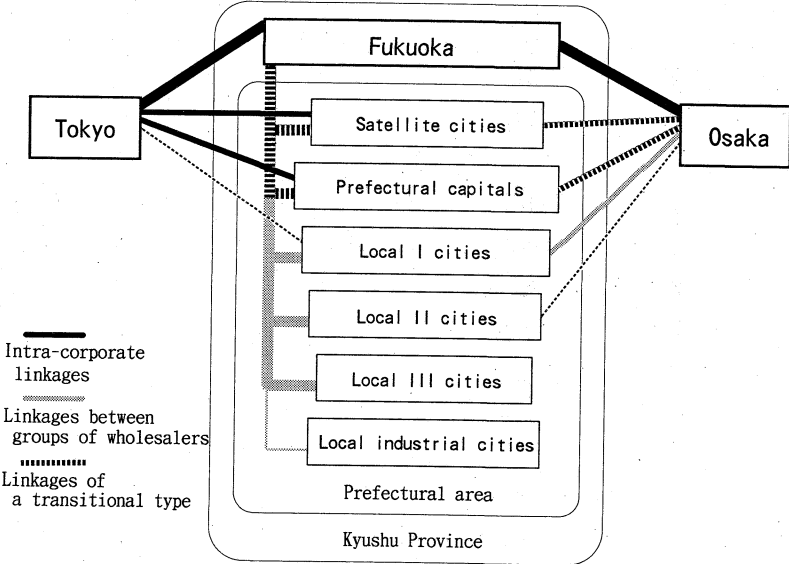 Fukuoka
Tokyo
Osaka
Satellite cities
Prefectural capitals
Local I cities
Local II cities
Local III cities
Local industrial cities
Prefectural area
Kyushu Province
Intra-corporate
linkages
Linkages between
groups of wholesalers
Linkages of
a transitional type